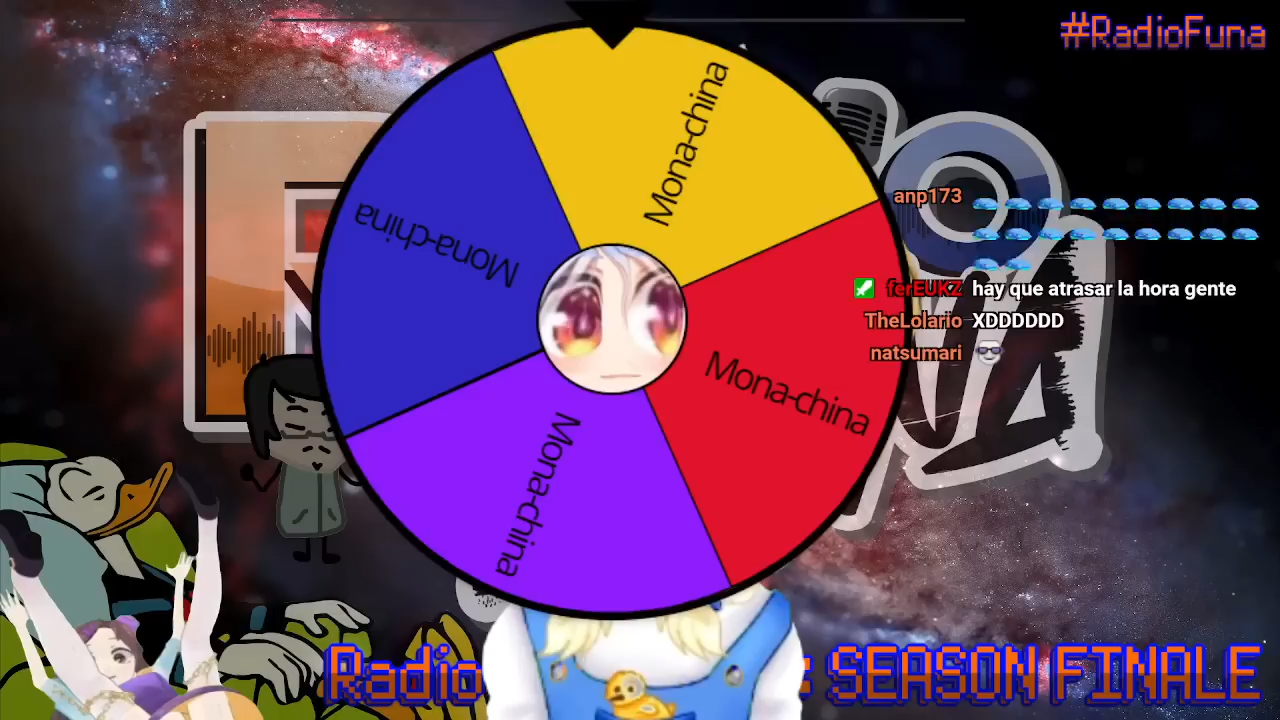 #RadioFuna
Mona-china
Mona-china
Mona-china
Mona-china
anp173
ferEUKZ hay que atrasar la hora gente
TheLolario XDDDDDD
natsumari
Radio : SEASON FINALE